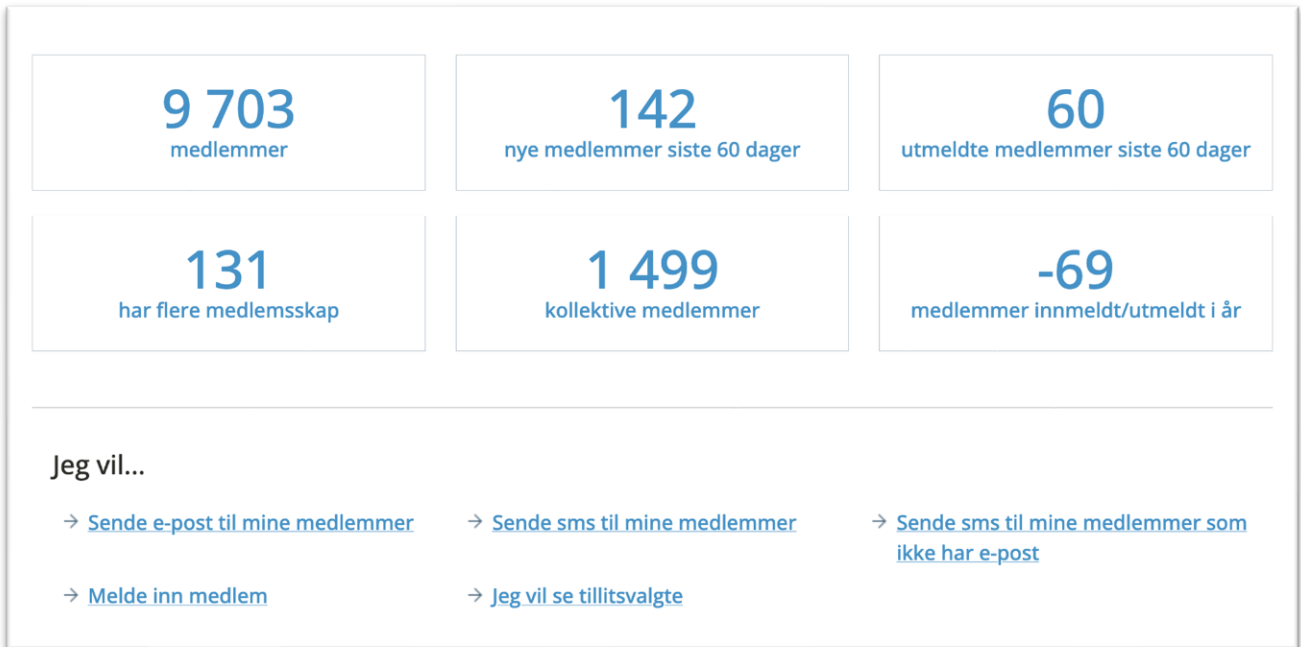 9 703
medlemmer
142
nye medlemmer siste 60 dager
60
utmeldte medlemmer siste 60 dager
131
har flere medlemsskap
1 499
kollektive medlemmer
-69
medlemmer innmeldt/utmeldt i år
Jeg vil...
→ Sende e-post til mine medlemmer
→ Sende sms til mine medlemmer
→ Sende sms til mine medlemmer som
ikke har e-post
→ Melde inn medlem
→ Jeg vil se tillitsvalgte